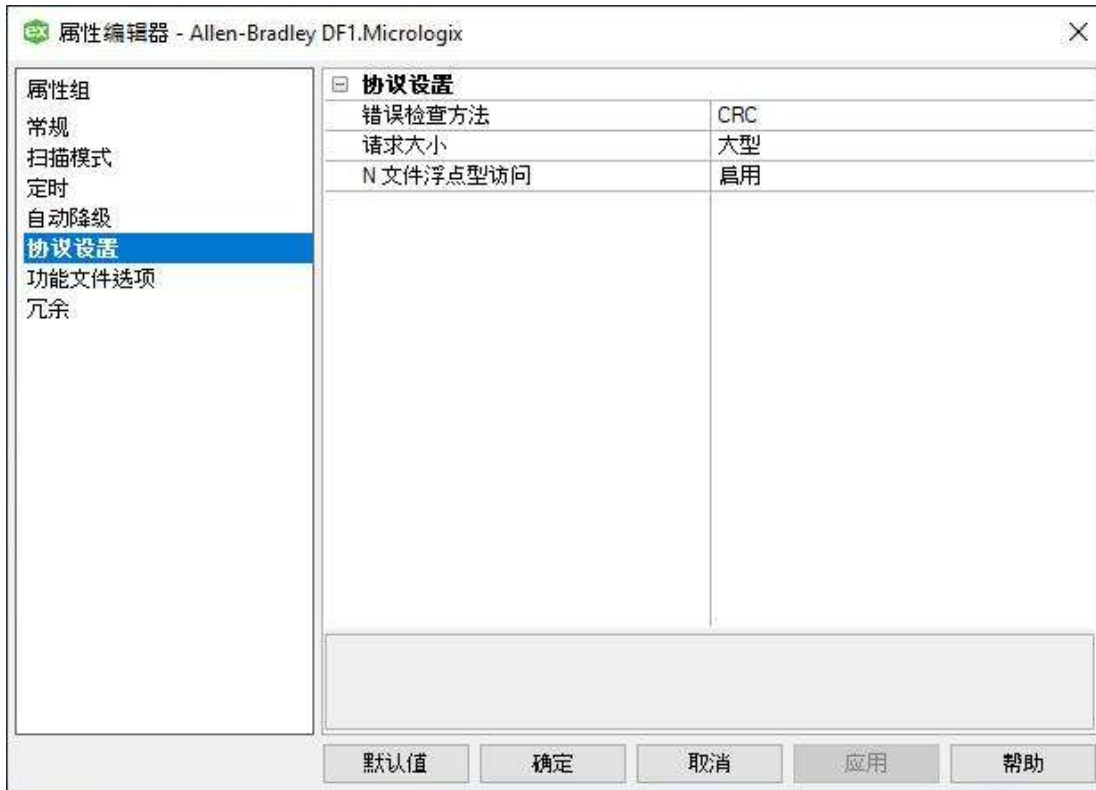 ex 属性编辑器 - Allen-Bradley DF1.Micrologix
属性组
常规
扫描模式
定时
自动降级
协议设置
功能文件选项
冗余
协议设置
错误检查方法 CRC
请求大小 大型
N 文件浮点型访问 启用
默认值 确定 取消 应用 帮助